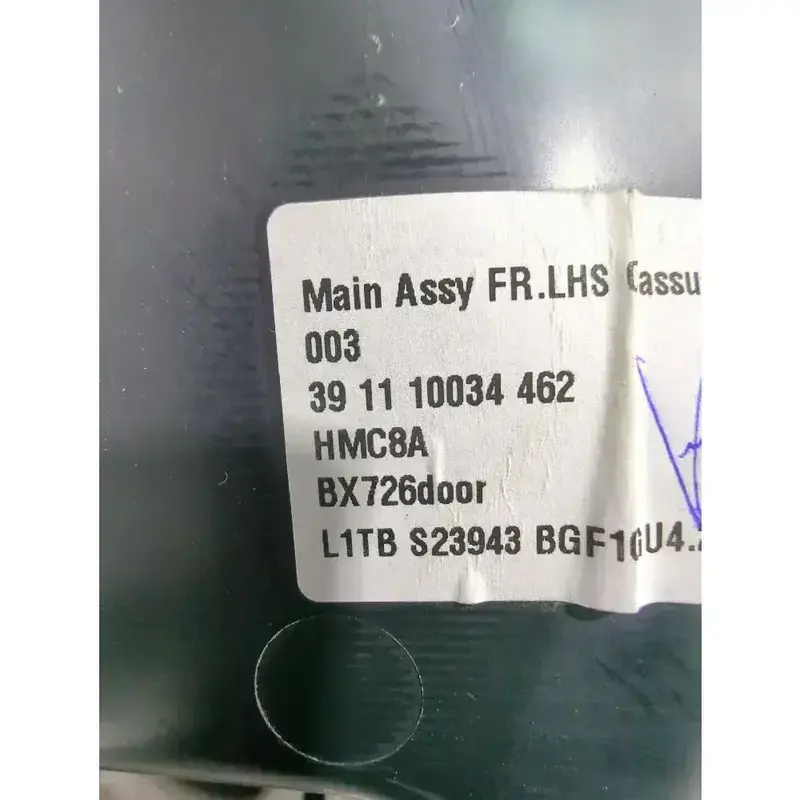 Main Assy FR.LHS
003
39 11 10034 462
HMC8A
BX726door
L1TB S23943